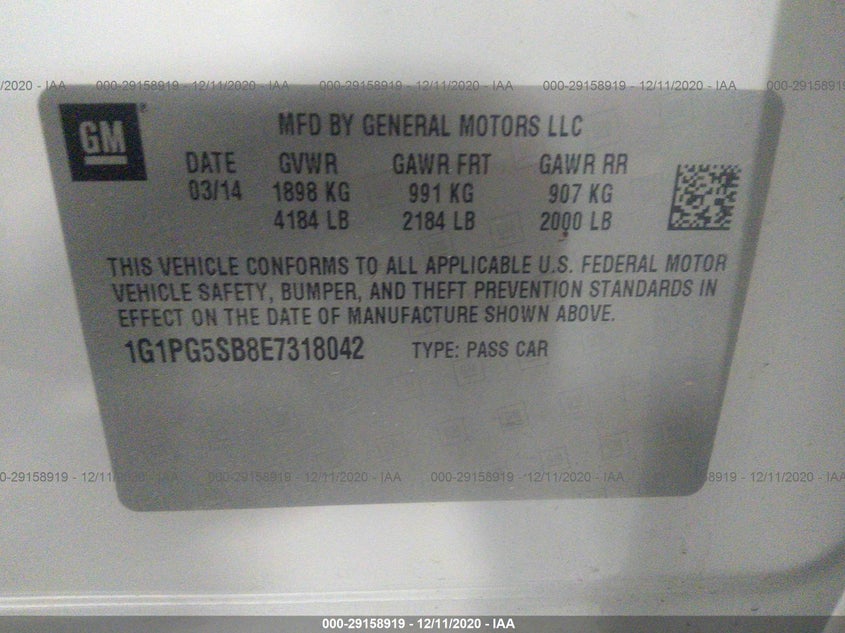 2020 - IAA 000-29158919 - 12/11/2020 - IAA 000-29158919 - 12/11/2020 - IAA 000-29158919
GM ®
MFD BY GENERAL MOTORS LLC
DATE GVWR GAWR FRT GAWR RR
03/14 1898 KG 991 KG 907 KG
4184 LB 2184 LB 2000 LB
THIS VEHICLE CONFORMS TO ALL APPLICABLE U.S. FEDERAL MOTOR
VEHICLE SAFETY, BUMPER, AND THEFT PREVENTION STANDARDS IN
EFFECT ON THE DATE OF MANUFACTURE SHOWN ABOVE.
1G1PG5SB8E7318042 TYPE: PASS CAR
000-29158919 - 12/11/2020 - IAA 000-29158919 - 12/11/2020 - IAA 000-29158919 - 12/11
000-29158919 - 12/11/2020 - IAA